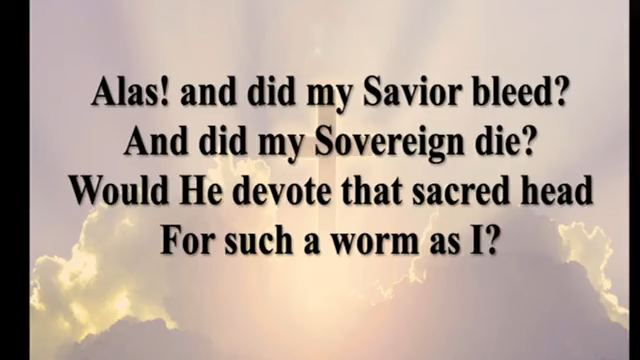 Alas! and did my Savior bleed?
And did my Sovereign die?
Would He devote that sacred head
For such a worm as I?